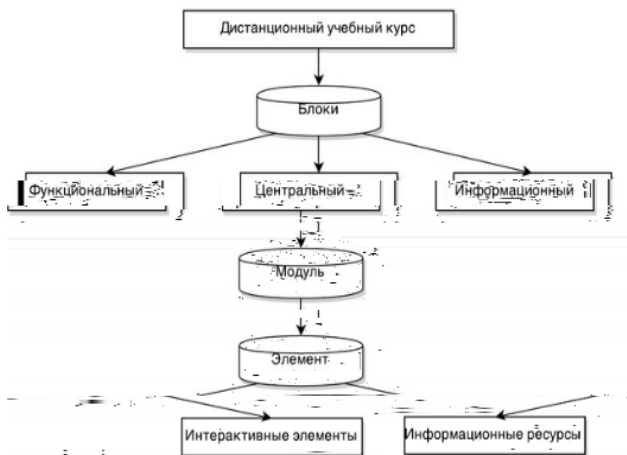 Дистанционный учебный курс
Блоки
Функциональный
Центральный
Информационный
Модуль
Элемент
Интерактивные элементы
Информационные ресурсы